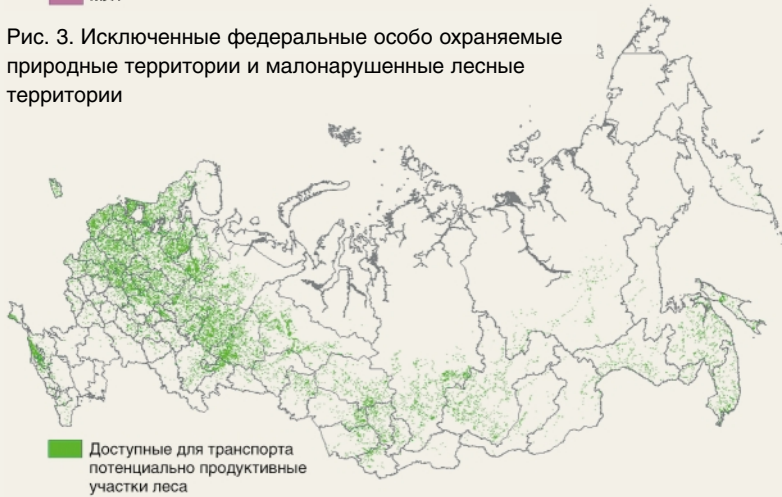 Рис. 3. Исключенные федеральные особо охраняемые
природные территории и малонарушенные лесные
территории
Доступные для транспорта
потенциально продуктивные
участки леса